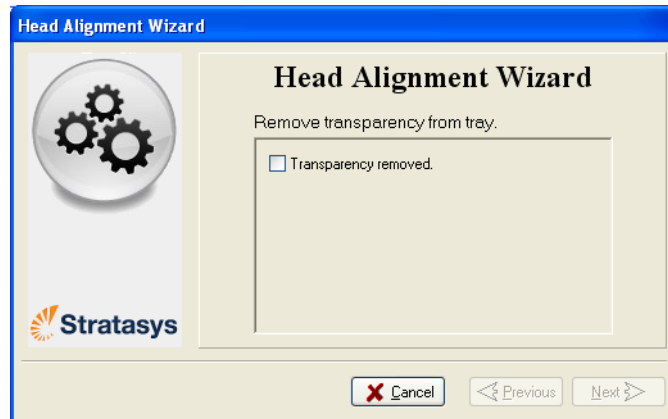 Head Alignment Wizard
Head Alignment Wizard
Remove transparency from tray.
Transparency removed.
Stratasys
Cancel
Previous
Next